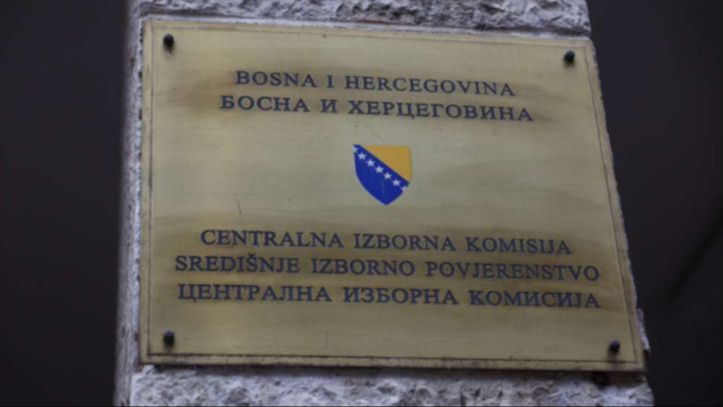 BOSNA I HERCEGOVINA
БОСНА И ХЕРЦЕГОВИНА
CENTRALNA IZBORNA KOMISIJA
SREDIŠNJE IZBORNO POVJERENSTVO
ЦЕНТРАЛНА ИЗБОРНА КОМИСИЈА